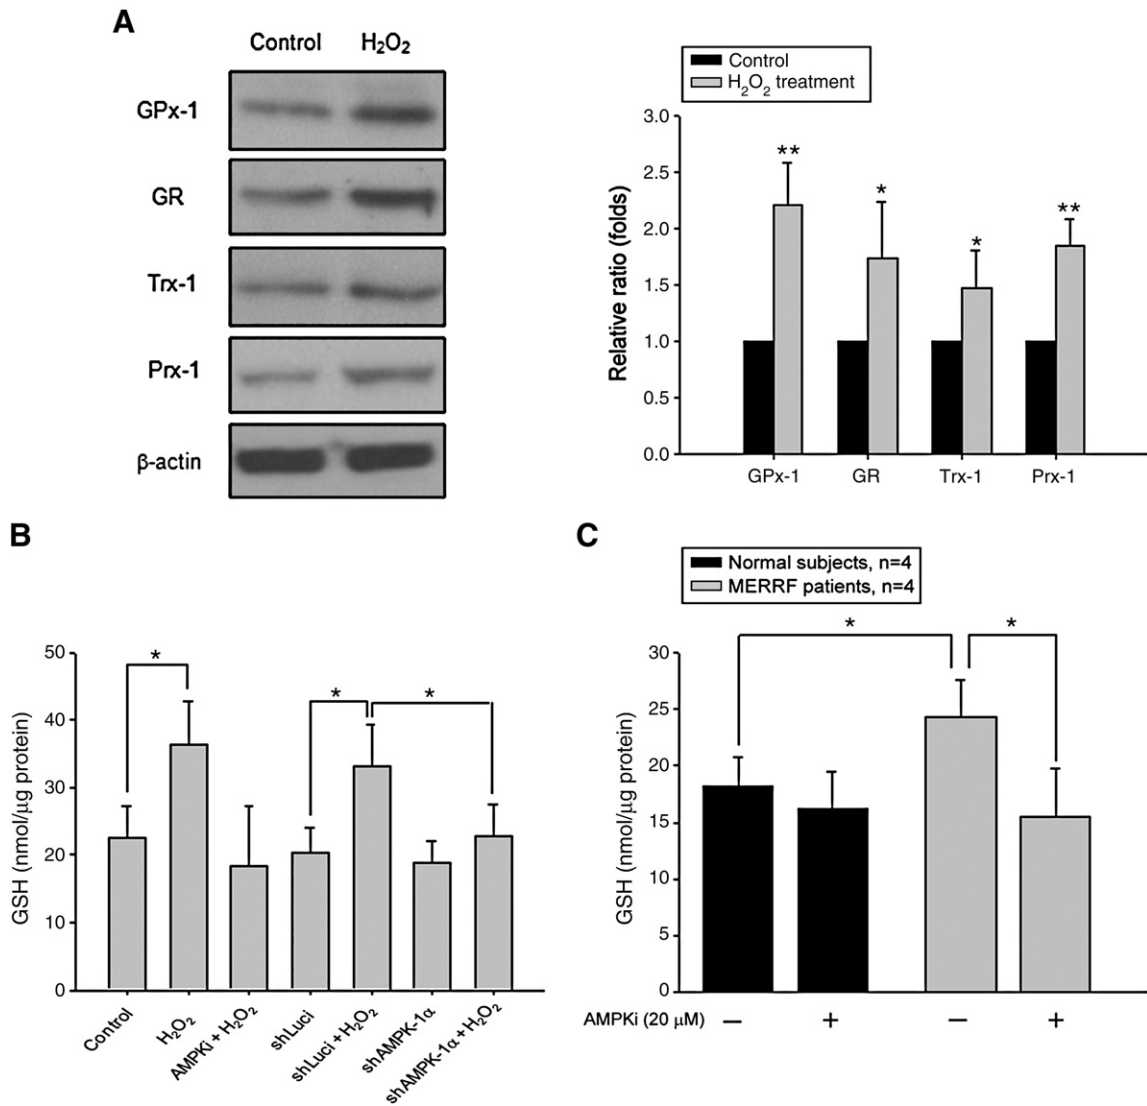 A
Control H₂O₂
GPx-1
GR
Trx-1
Prx-1
β-actin
Control
H₂O₂ treatment
Relative ratio (folds)
3.0
2.5
2.0
1.5
1.0
0.5
0.0
**
*
*
**
GPx-1 GR Trx-1 Prx-1
B
GSH (nmol/μg protein)
50
40
30
20
10
0
*
*
*
Control
H₂O₂
AMPKi + H₂O₂
shLuci
shLuci + H₂O₂
shAMPK-1α
shAMPK-1α + H₂O₂
C
Normal subjects, n=4
MERRF patients, n=4
GSH (nmol/μg protein)
30
25
20
15
10
5
0
*
*
AMPKi (20 μM) – + – +